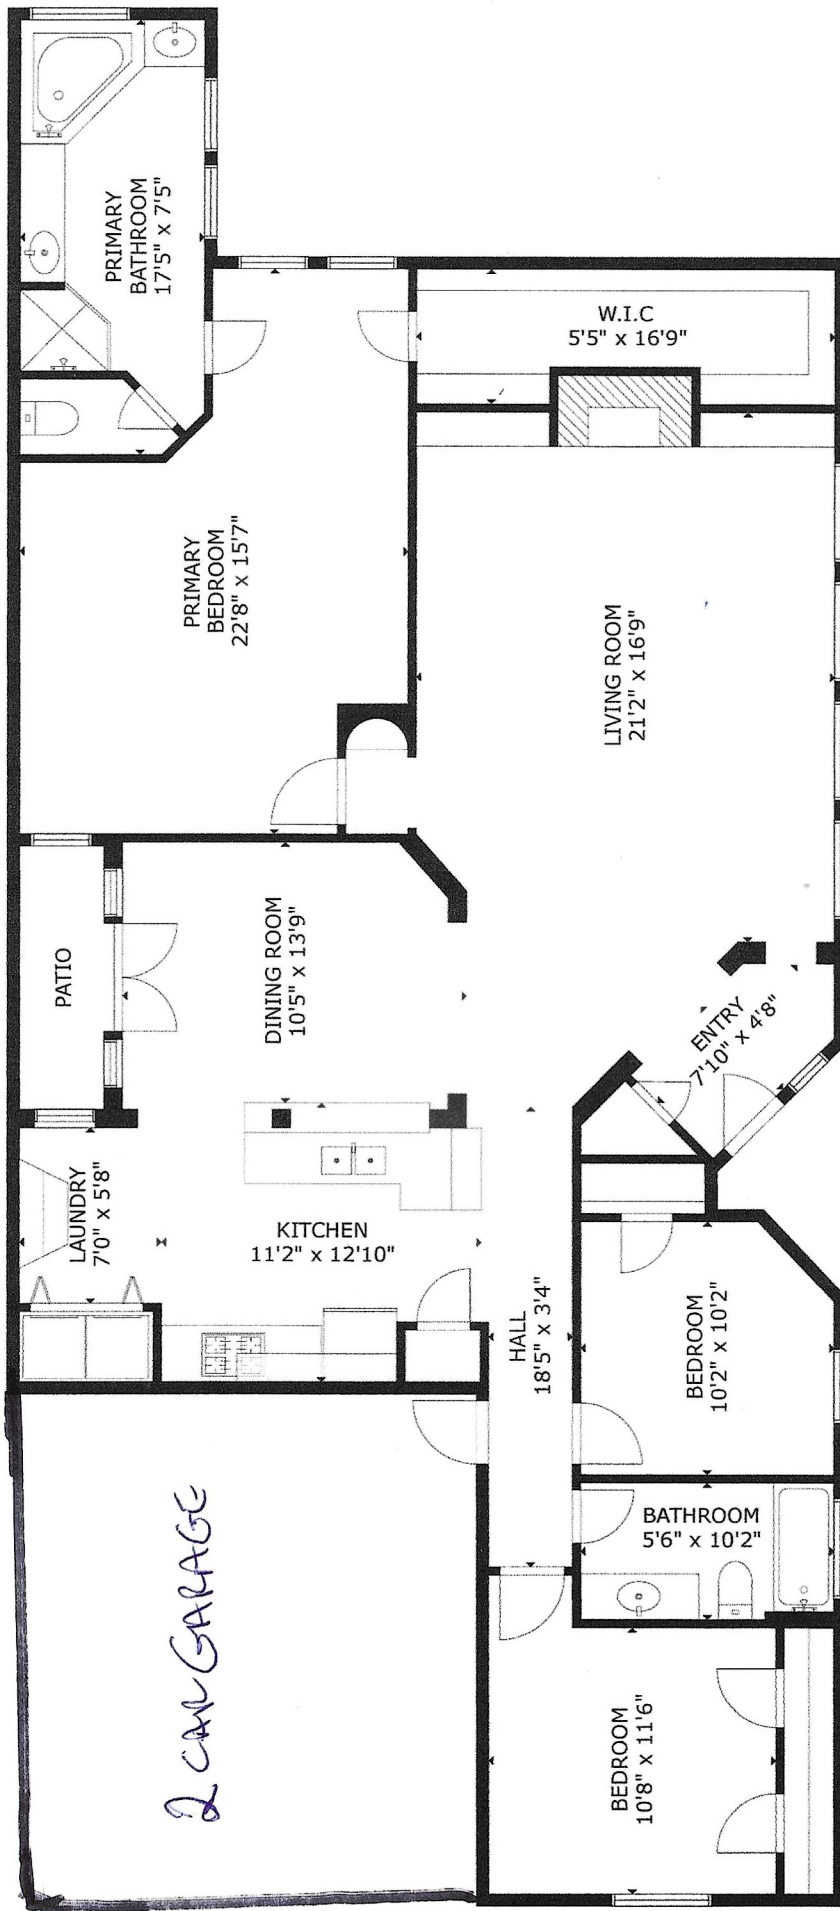 PRIMARY
BATHROOM
17'5" x 7'5"
W.I.C
5'5" x 16'9"
PRIMARY
BEDROOM
22'8" x 15'7"
LIVING ROOM
21'2" x 16'9"
PATIO
DINING ROOM
10'5" x 13'9"
ENTRY
7'10" x 4'8"
LAUNDRY
7'0" x 5'8"
KITCHEN
11'2" x 12'10"
HALL
18'5" x 3'4"
BEDROOM
10'2" x 10'2"
BATHROOM
5'6" x 10'2"
2 CAR GARAGE
BEDROOM
10'8" x 11'6"